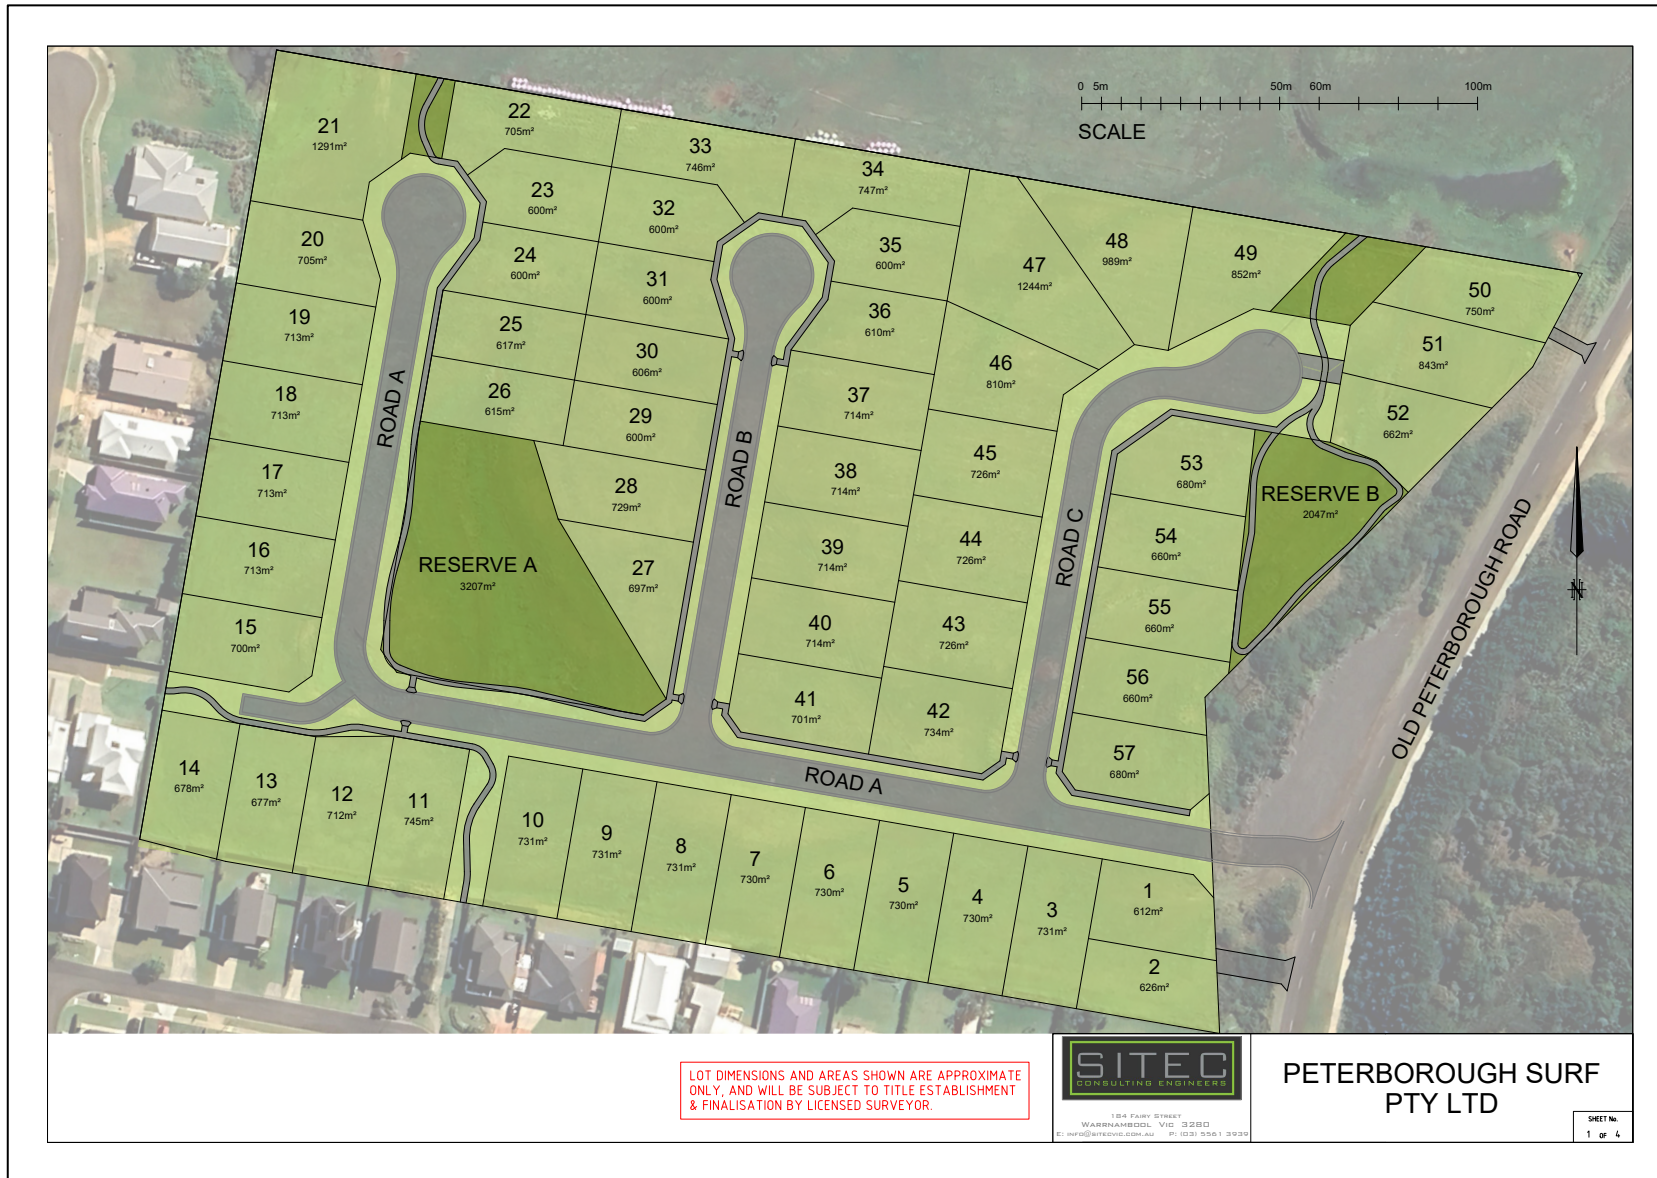 0 5m 50m 60m 100m
SCALE
21
1291m²
22
705m²
33
746m²
34
747m²
23
600m²
32
600m²
20
705m²
24
600m²
31
600m²
35
600m²
47
1244m²
48
989m²
49
852m²
50
750m²
19
713m²
25
617m²
30
606m²
36
610m²
46
810m²
51
843m²
18
713m²
26
615m²
29
600m²
37
714m²
52
662m²
ROAD A
ROAD B
17
713m²
28
729m²
38
714m²
45
726m²
53
680m²
RESERVE B
2047m²
16
713m²
RESERVE A
3207m²
27
697m²
39
714m²
44
726m²
ROAD C
54
660m²
N
15
700m²
40
714m²
43
726m²
55
660m²
OLD PETERBOROUGH ROAD
41
701m²
42
734m²
56
660m²
57
680m²
ROAD A
14
678m²
13
677m²
12
712m²
11
745m²
10
731m²
9
731m²
8
731m²
7
730m²
6
730m²
5
730m²
4
730m²
3
731m²
1
612m²
2
626m²
LOT DIMENSIONS AND AREAS SHOWN ARE APPROXIMATE
ONLY, AND WILL BE SUBJECT TO TITLE ESTABLISHMENT
& FINALISATION BY LICENSED SURVEYOR.
SITEC
CONSULTING ENGINEERS
184 FAIRY STREET
WARRNAMBOOL VIC 3280
E: INFO@SITECVIC.COM.AU P: (03) 5561 3939
PETERBOROUGH SURF
PTY LTD
SHEET No.
1 OF 4